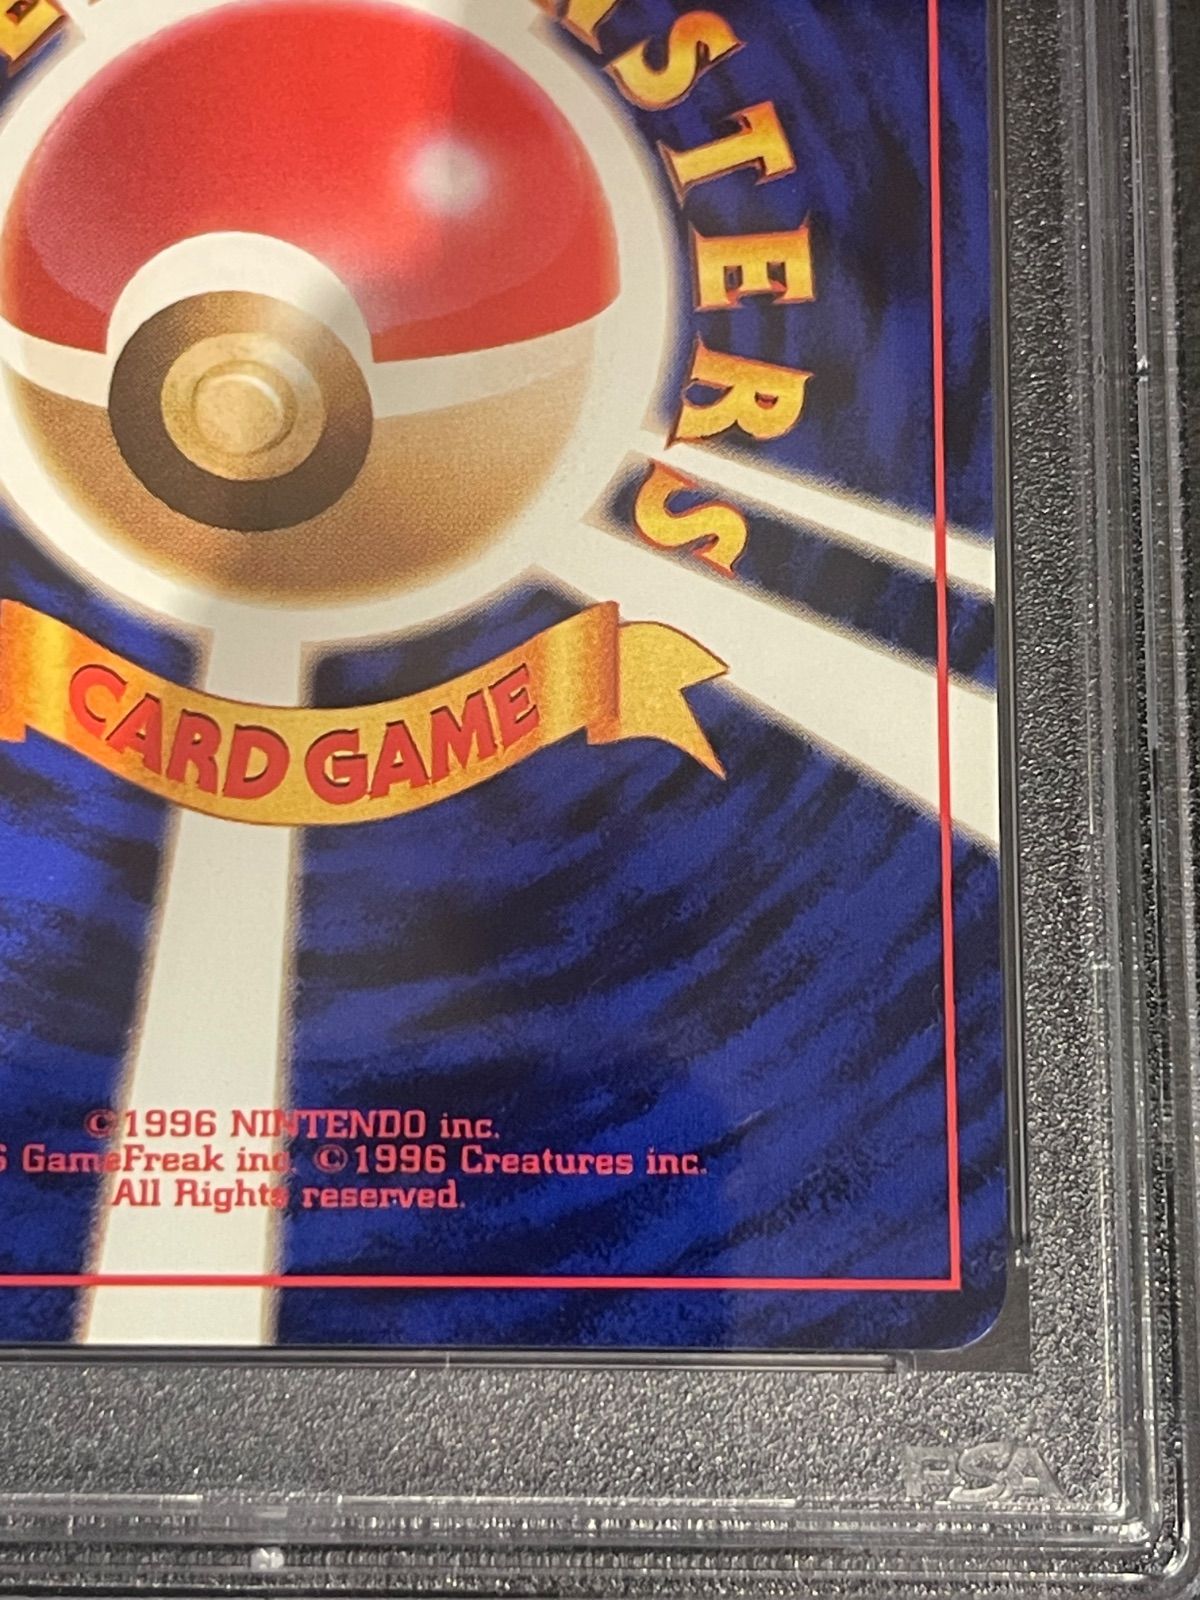 STERS
CARD GAME
©1996 NINTENDO inc.
GameFreak inc. ©1996 Creatures inc.
All Rights reserved.
PSA